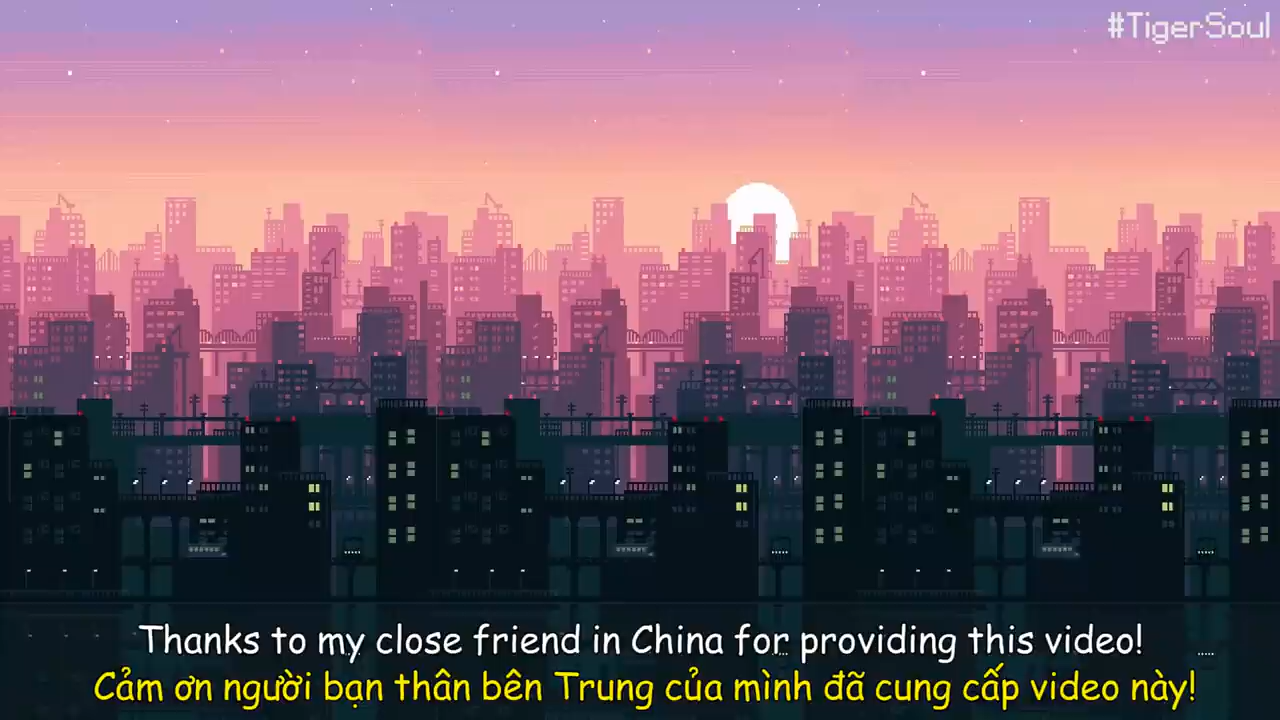 #TigerSoul
Thanks to my close friend in China for providing this video!
Cảm ơn người bạn thân bên Trung của mình đã cung cấp video này!